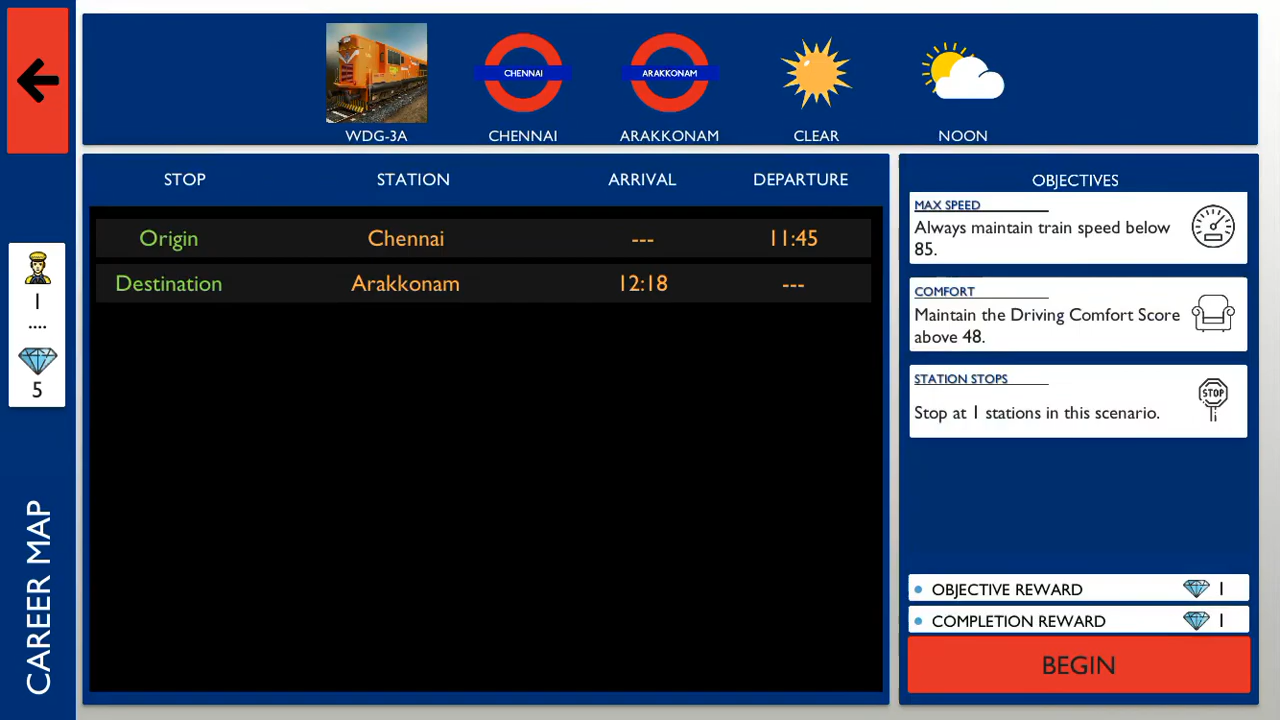 CHENNAI
ARAKKONAM
WDG-3A
CHENNAI
ARAKKONAM
CLEAR
NOON
STOP STATION ARRIVAL DEPARTURE
Origin Chennai --- 11:45
Destination Arakkonam 12:18 ---
OBJECTIVES
MAX SPEED
Always maintain train speed below
85.
COMFORT
Maintain the Driving Comfort Score
above 48.
STATION STOPS
STOP
Stop at 1 stations in this scenario.
OBJECTIVE REWARD 1
COMPLETION REWARD 1
BEGIN
1
....
5
CAREER MAP